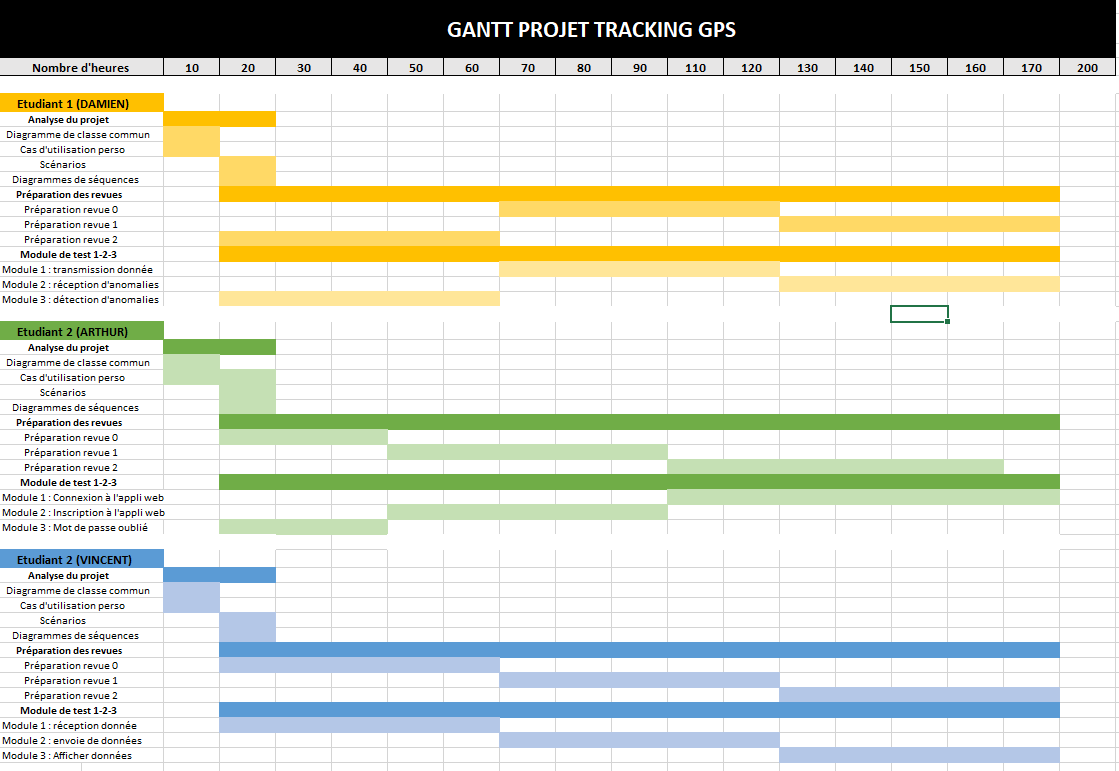 GANTT PROJET TRACKING GPS
Nombre d'heures 10 20 30 40 50 60 70 80 90 110 120 130 140 150 160 170 200
Etudiant 1 (DAMIEN)
Analyse du projet
Diagramme de classe commun
Cas d'utilisation perso
Scénarios
Diagrammes de séquences
Préparation des revues
Préparation revue 0
Préparation revue 1
Préparation revue 2
Module de test 1-2-3
Module 1 : transmission donnée
Module 2 : réception d'anomalies
Module 3 : détection d'anomalies
Etudiant 2 (ARTHUR)
Analyse du projet
Diagramme de classe commun
Cas d'utilisation perso
Scénarios
Diagrammes de séquences
Préparation des revues
Préparation revue 0
Préparation revue 1
Préparation revue 2
Module de test 1-2-3
Module 1 : Connexion à l'appli web
Module 2 : Inscription à l'appli web
Module 3 : Mot de passe oublié
Etudiant 2 (VINCENT)
Analyse du projet
Diagramme de classe commun
Cas d'utilisation perso
Scénarios
Diagrammes de séquences
Préparation des revues
Préparation revue 0
Préparation revue 1
Préparation revue 2
Module de test 1-2-3
Module 1 : réception donnée
Module 2 : envoie de données
Module 3 : Afficher données